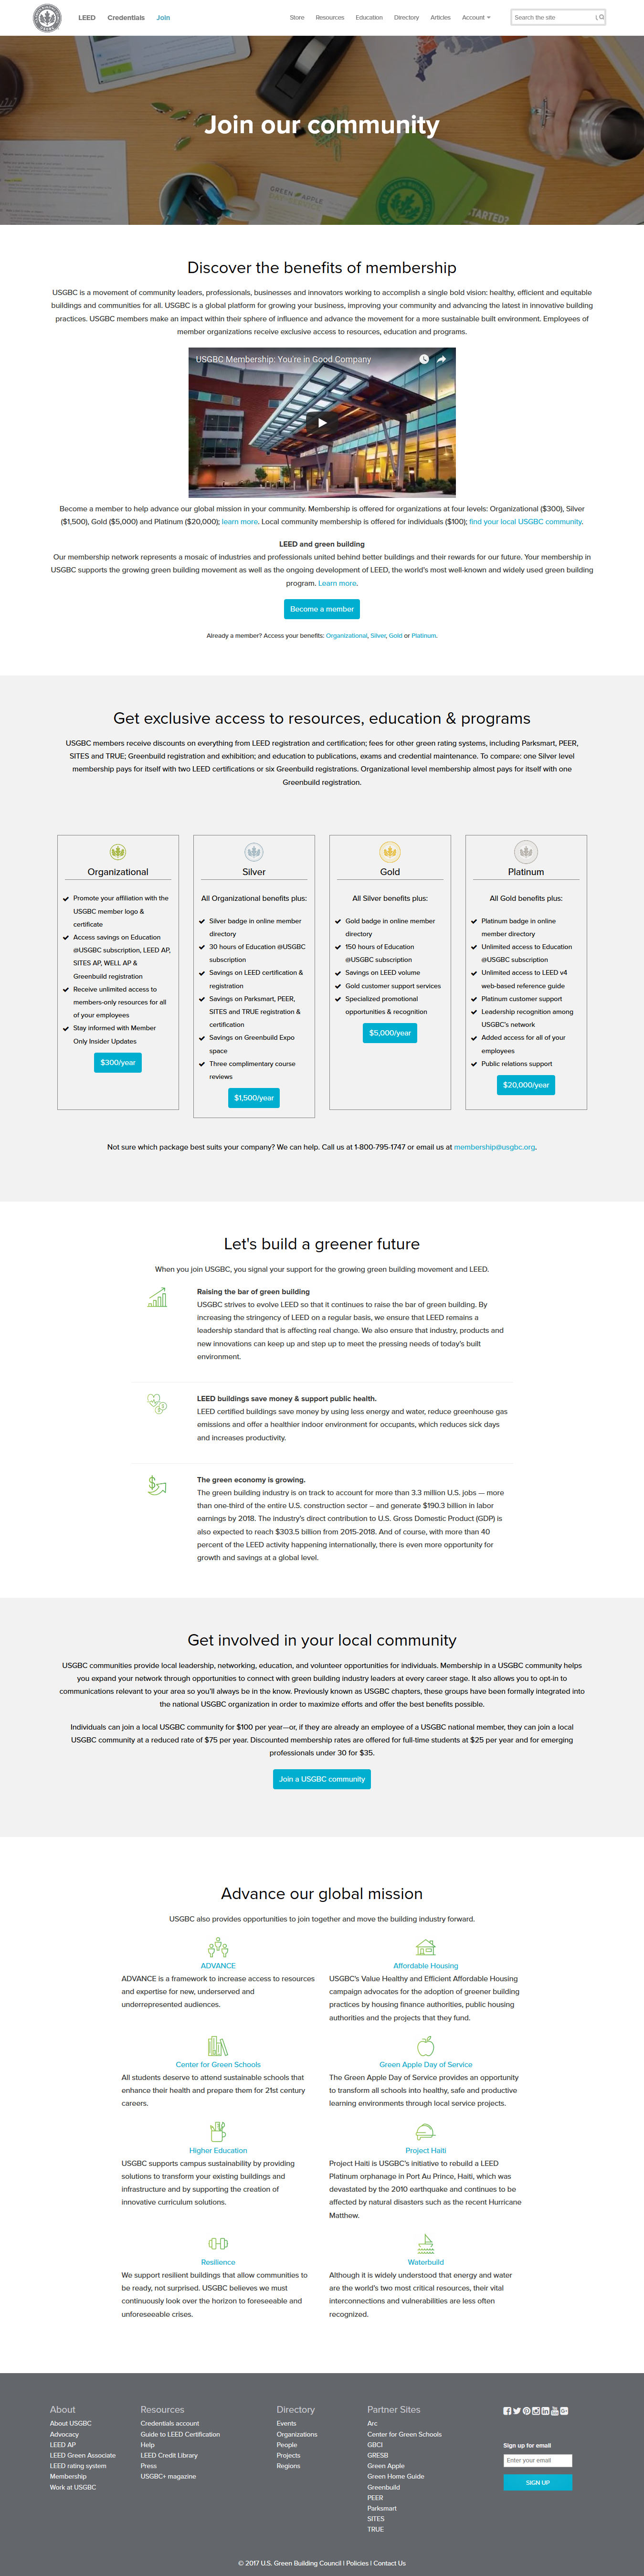 LEED Credentials Join
Store Resources Education Directory Articles Account
Search the site
Join our community
GREEN APPLE
STARTED?
Discover the benefits of membership
USGBC is a movement of community leaders, professionals, businesses and innovators working to accomplish a single bold vision: healthy, efficient and equitable
buildings and communities for all. USGBC is a global platform for growing your business, improving your community and advancing the latest in innovative building
practices. USGBC members make an impact within their sphere of influence and advance the movement for a more sustainable built environment. Employees of
member organizations receive exclusive access to resources, education and programs.
USGBC Membership: You're in Good Company
Become a member to help advance our global mission in your community. Membership is offered for organizations at four levels: Organizational ($300), Silver
($1,500), Gold ($5,000) and Platinum ($20,000); learn more. Local community membership is offered for individuals ($100); find your local USGBC community.
LEED and green building
Our membership network represents a mosaic of industries and professionals united behind better buildings and their rewards for our future. Your membership in
USGBC supports the growing green building movement as well as the ongoing development of LEED, the world's most well-known and widely used green building
program. Learn more.
Become a member
Already a member? Access your benefits: Organizational, Silver, Gold or Platinum.
Get exclusive access to resources, education & programs
USGBC members receive discounts on everything from LEED registration and certification; fees for other green rating systems, including Parksmart, PEER,
SITES and TRUE; Greenbuild registration and exhibition; and education to publications, exams and credential maintenance. To compare: one Silver level
membership pays for itself with two LEED certifications or six Greenbuild registrations. Organizational level membership almost pays for itself with one
Greenbuild registration.
Organizational
Promote your affiliation with the
USGBC member logo &
certificate
Access savings on Education
@USGBC subscription, LEED AP,
SITES AP, WELL AP &
Greenbuild registration
Receive unlimited access to
members-only resources for all
of your employees
Stay informed with Member
Only Insider Updates
$300/year
Silver
All Organizational benefits plus:
Silver badge in online member
directory
30 hours of Education @USGBC
subscription
Savings on LEED certification &
registration
Savings on Parksmart, PEER,
SITES and TRUE registration &
certification
Savings on Greenbuild Expo
space
Three complimentary course
reviews
$1,500/year
Gold
All Silver benefits plus:
Gold badge in online member
directory
150 hours of Education
@USGBC subscription
Savings on LEED volume
Gold customer support services
Specialized promotional
opportunities & recognition
$5,000/year
Platinum
All Gold benefits plus:
Platinum badge in online
member directory
Unlimited access to Education
@USGBC subscription
Unlimited access to LEED v4
web-based reference guide
Platinum customer support
Leadership recognition among
USGBC's network
Added access for all of your
employees
Public relations support
$20,000/year
Not sure which package best suits your company? We can help. Call us at 1-800-795-1747 or email us at membership@usgbc.org.
Let's build a greener future
When you join USGBC, you signal your support for the growing green building movement and LEED.
Raising the bar of green building
USGBC strives to evolve LEED so that it continues to raise the bar of green building. By
increasing the stringency of LEED on a regular basis, we ensure that LEED remains a
leadership standard that is affecting real change. We also ensure that industry, products and
new innovations can keep up and step up to meet the pressing needs of today's built
environment.
LEED buildings save money & support public health.
LEED certified buildings save money by using less energy and water, reduce greenhouse gas
emissions and offer a healthier indoor environment for occupants, which reduces sick days
and increases productivity.
The green economy is growing.
The green building industry is on track to account for more than 3.3 million U.S. jobs — more
than one-third of the entire U.S. construction sector – and generate $190.3 billion in labor
earnings by 2018. The industry's direct contribution to U.S. Gross Domestic Product (GDP) is
also expected to reach $303.5 billion from 2015-2018. And of course, with more than 40
percent of the LEED activity happening internationally, there is even more opportunity for
growth and savings at a global level.
Get involved in your local community
USGBC communities provide local leadership, networking, education, and volunteer opportunities for individuals. Membership in a USGBC community helps
you expand your network through opportunities to connect with green building industry leaders at every career stage. It also allows you to opt-in to
communications relevant to your area so you'll always be in the know. Previously known as USGBC chapters, these groups have been formally integrated into
the national USGBC organization in order to maximize efforts and offer the best benefits possible.
Individuals can join a local USGBC community for $100 per year—or, if they are already an employee of a USGBC national member, they can join a local
USGBC community at a reduced rate of $75 per year. Discounted membership rates are offered for full-time students at $25 per year and for emerging
professionals under 30 for $35.
Join a USGBC community
Advance our global mission
USGBC also provides opportunities to join together and move the building industry forward.
ADVANCE
ADVANCE is a framework to increase access to resources
and expertise for new, underserved and
underrepresented audiences.
Affordable Housing
USGBC's Value Healthy and Efficient Affordable Housing
campaign advocates for the adoption of greener building
practices by housing finance authorities, public housing
authorities and the projects that they fund.
Center for Green Schools
All students deserve to attend sustainable schools that
enhance their health and prepare them for 21st century
careers.
Green Apple Day of Service
The Green Apple Day of Service provides an opportunity
to transform all schools into healthy, safe and productive
learning environments through local service projects.
Higher Education
USGBC supports campus sustainability by providing
solutions to transform your existing buildings and
infrastructure and by supporting the creation of
innovative curriculum solutions.
Project Haiti
Project Haiti is USGBC's initiative to rebuild a LEED
Platinum orphanage in Port Au Prince, Haiti, which was
devastated by the 2010 earthquake and continues to be
affected by natural disasters such as the recent Hurricane
Matthew.
Resilience
We support resilient buildings that allow communities to
be ready, not surprised. USGBC believes we must
continuously look over the horizon to foreseeable and
unforeseeable crises.
Waterbuild
Although it is widely understood that energy and water
are the world's two most critical resources, their vital
interconnections and vulnerabilities are less often
recognized.
About
About USGBC
Advocacy
LEED AP
LEED Green Associate
LEED rating system
Membership
Work at USGBC
Resources
Credentials account
Guide to LEED Certification
Help
LEED Credit Library
Press
USGBC+ magazine
Directory
Events
Organizations
People
Projects
Regions
Partner Sites
Arc
Center for Green Schools
GBCI
GRESB
Green Apple
Green Home Guide
Greenbuild
PEER
Parksmart
SITES
TRUE
Sign up for email
Enter your email
SIGN UP
© 2017 U.S. Green Building Council | Policies | Contact Us